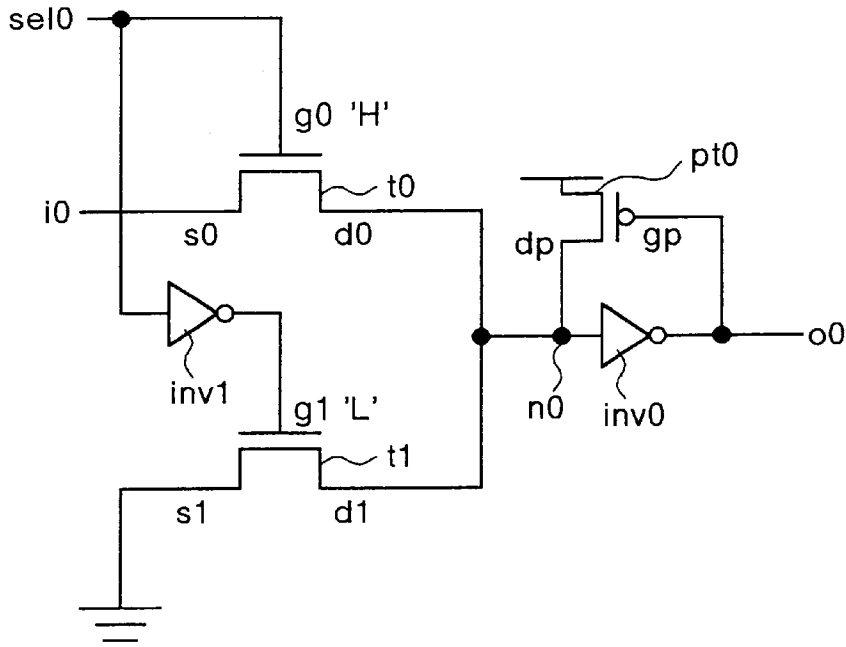 sel0
g0 'H'
pt0
t0
i0
s0
d0
dp
gp
inv1
n0
inv0
o0
g1 'L'
t1
s1
d1